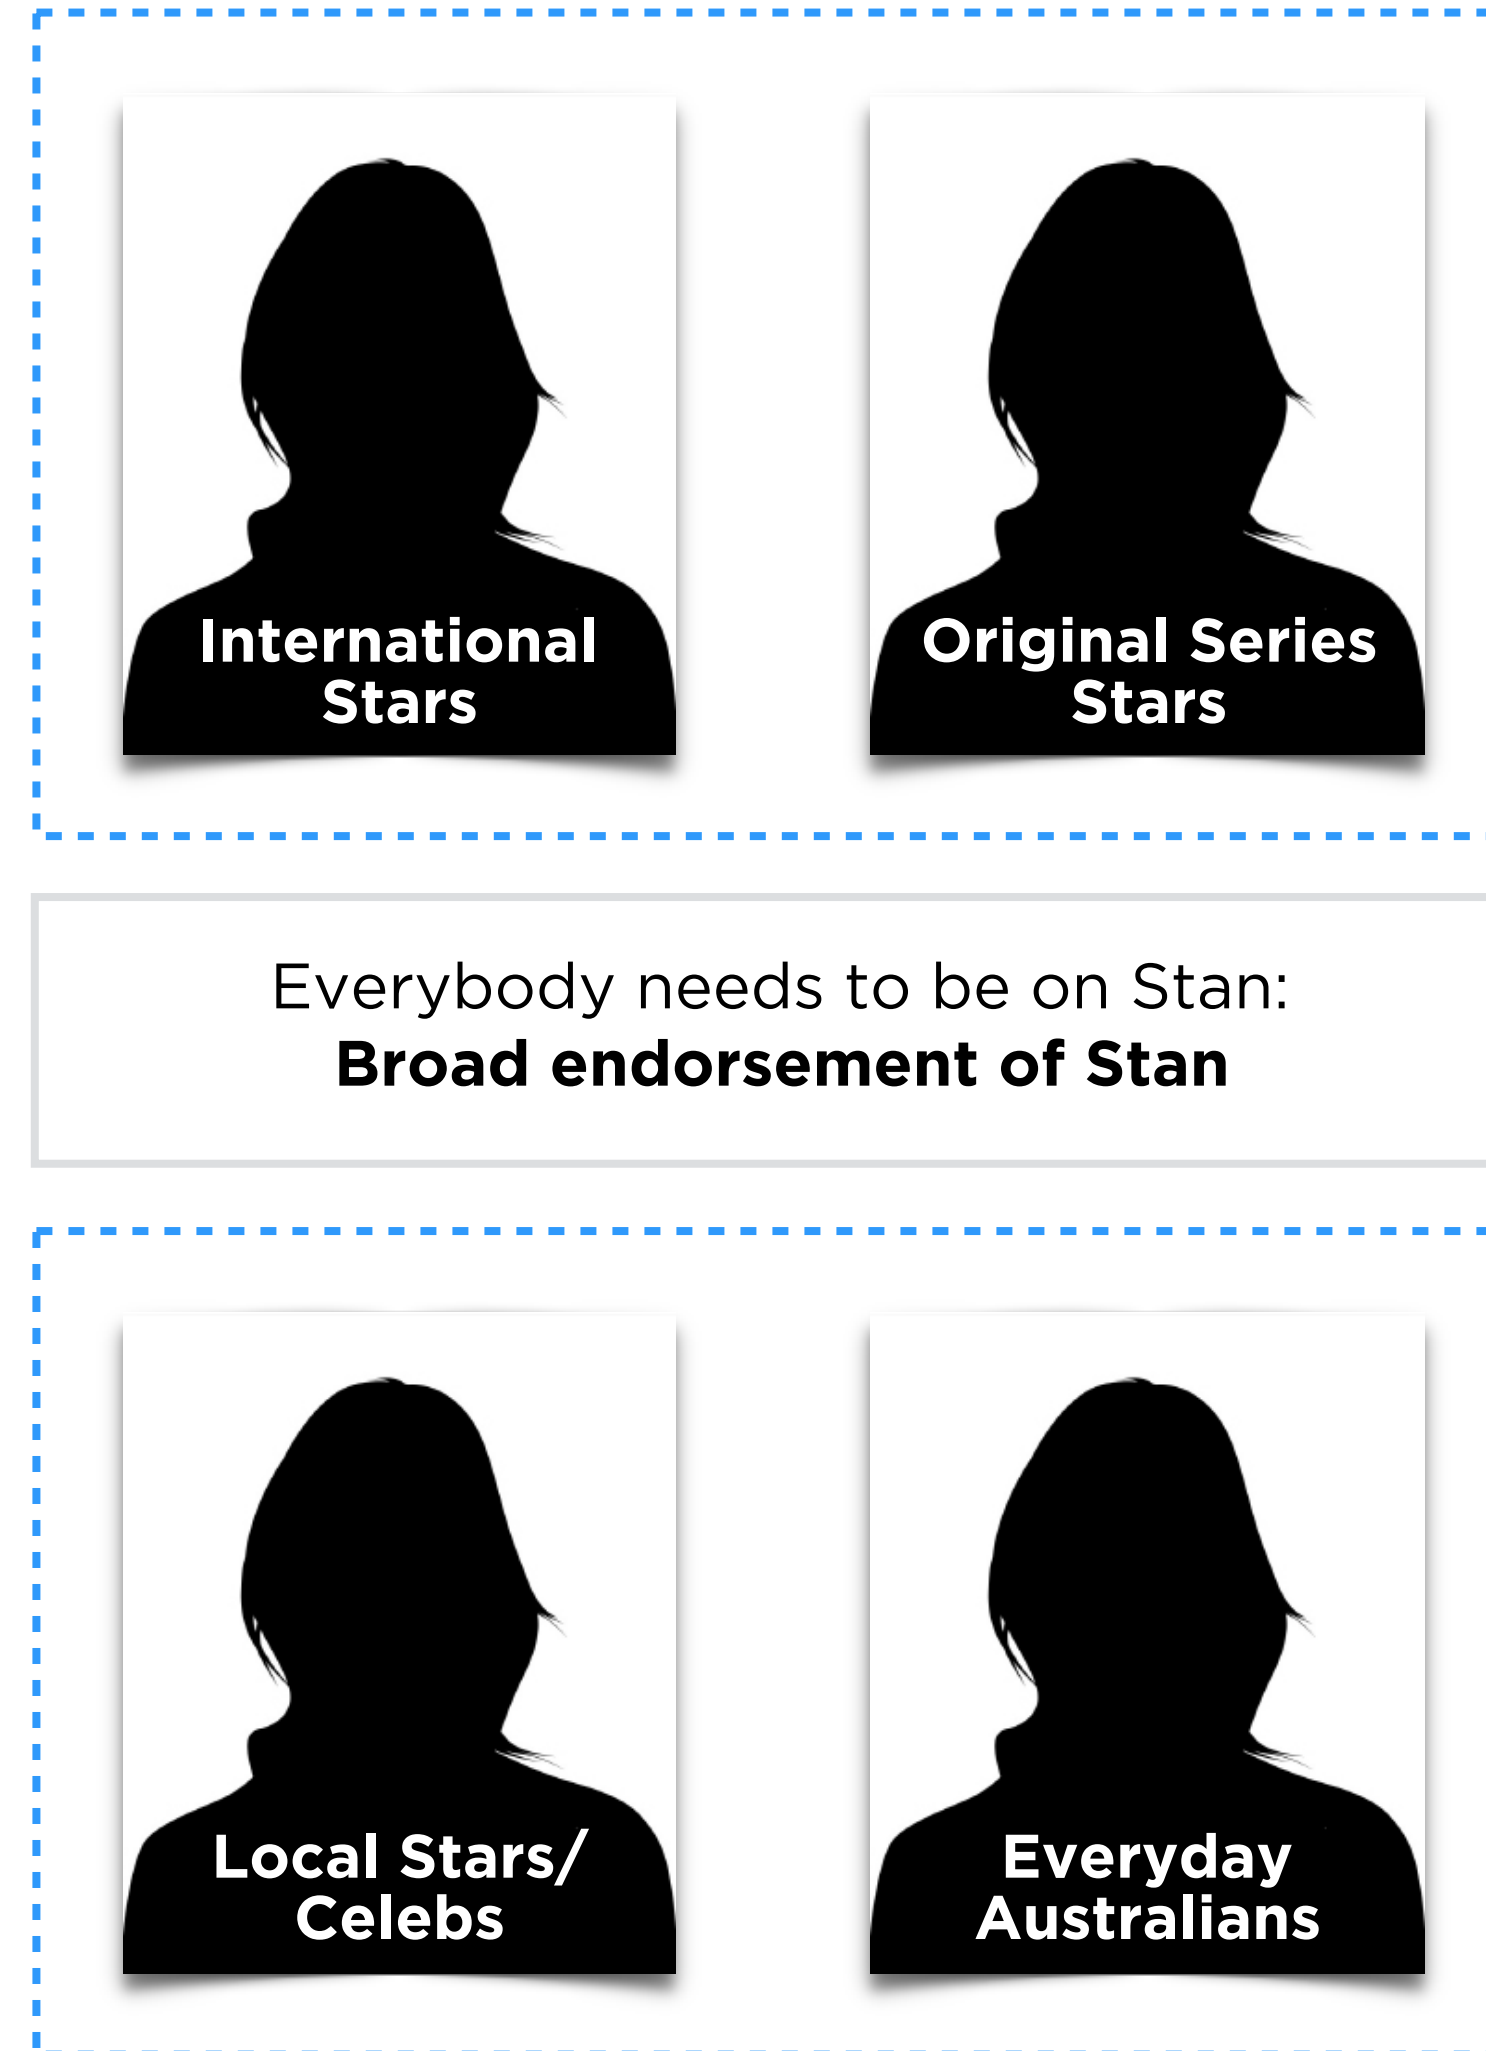 International
Stars
Original Series
Stars
Everybody needs to be on Stan:
Broad endorsement of Stan
Local Stars/
Celebs
Everyday
Australians